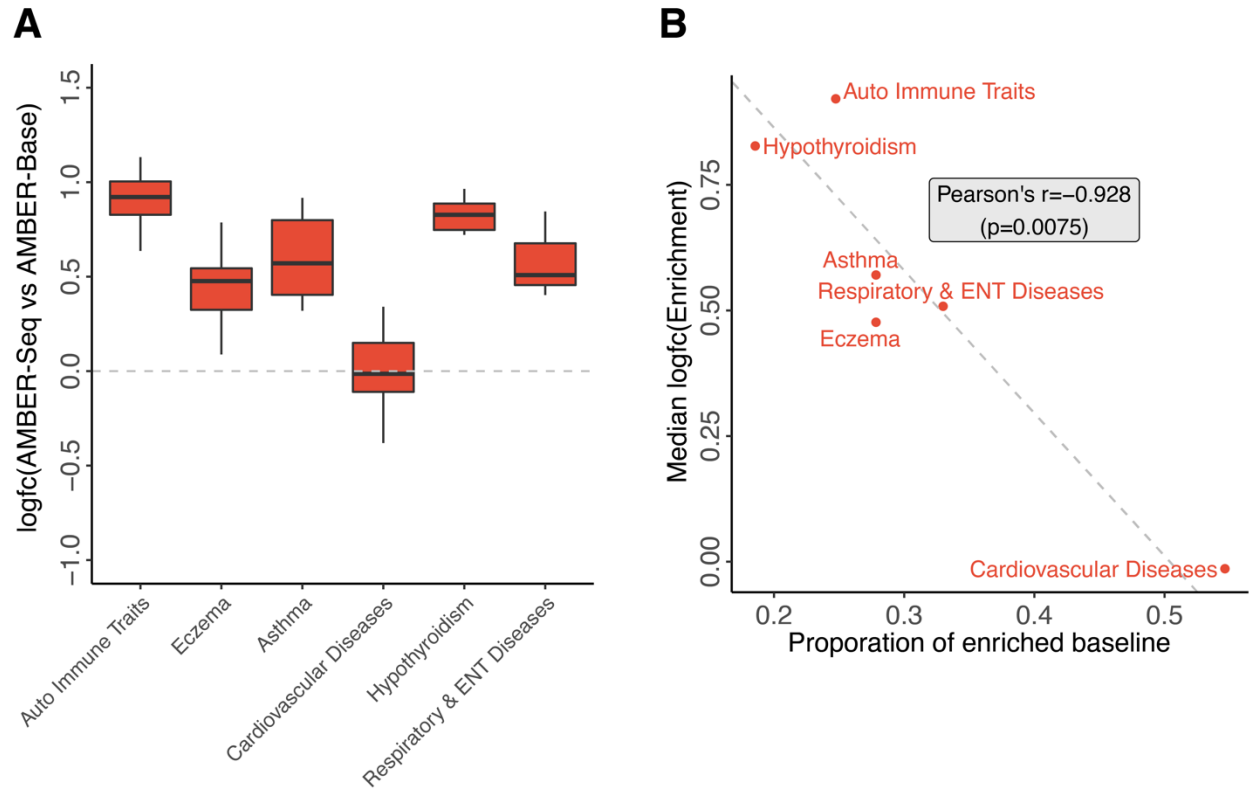 A
logfc(AMBER-Seq vs AMBER-Base)
1.5
1.0
0.5
0.0
−0.5
−1.0
Auto Immune Traits
Eczema
Asthma
Cardiovascular Diseases
Hypothyroidism
Respiratory & ENT Diseases
B
Median logfc(Enrichment)
0.75
0.50
0.25
0.00
Auto Immune Traits
Hypothyroidism
Pearson's r=−0.928
(p=0.0075)
Asthma
Respiratory & ENT Diseases
Eczema
Cardiovascular Diseases
0.2
0.3
0.4
0.5
Proporation of enriched baseline